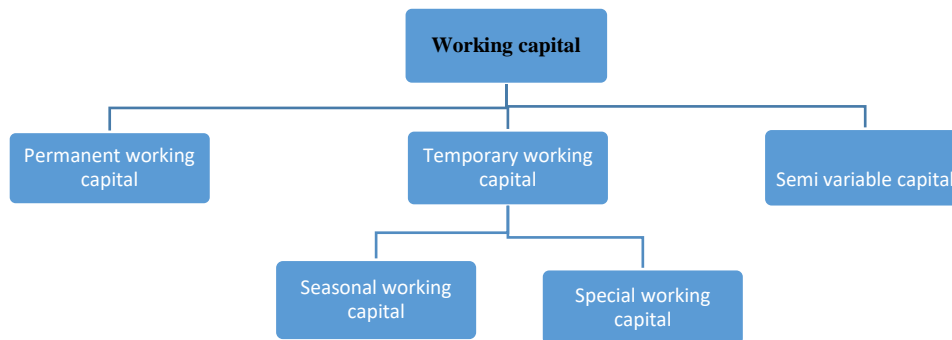 Working capital
Permanent working
capital
Temporary working
capital
Semi variable capital
Seasonal working
capital
Special working
capital